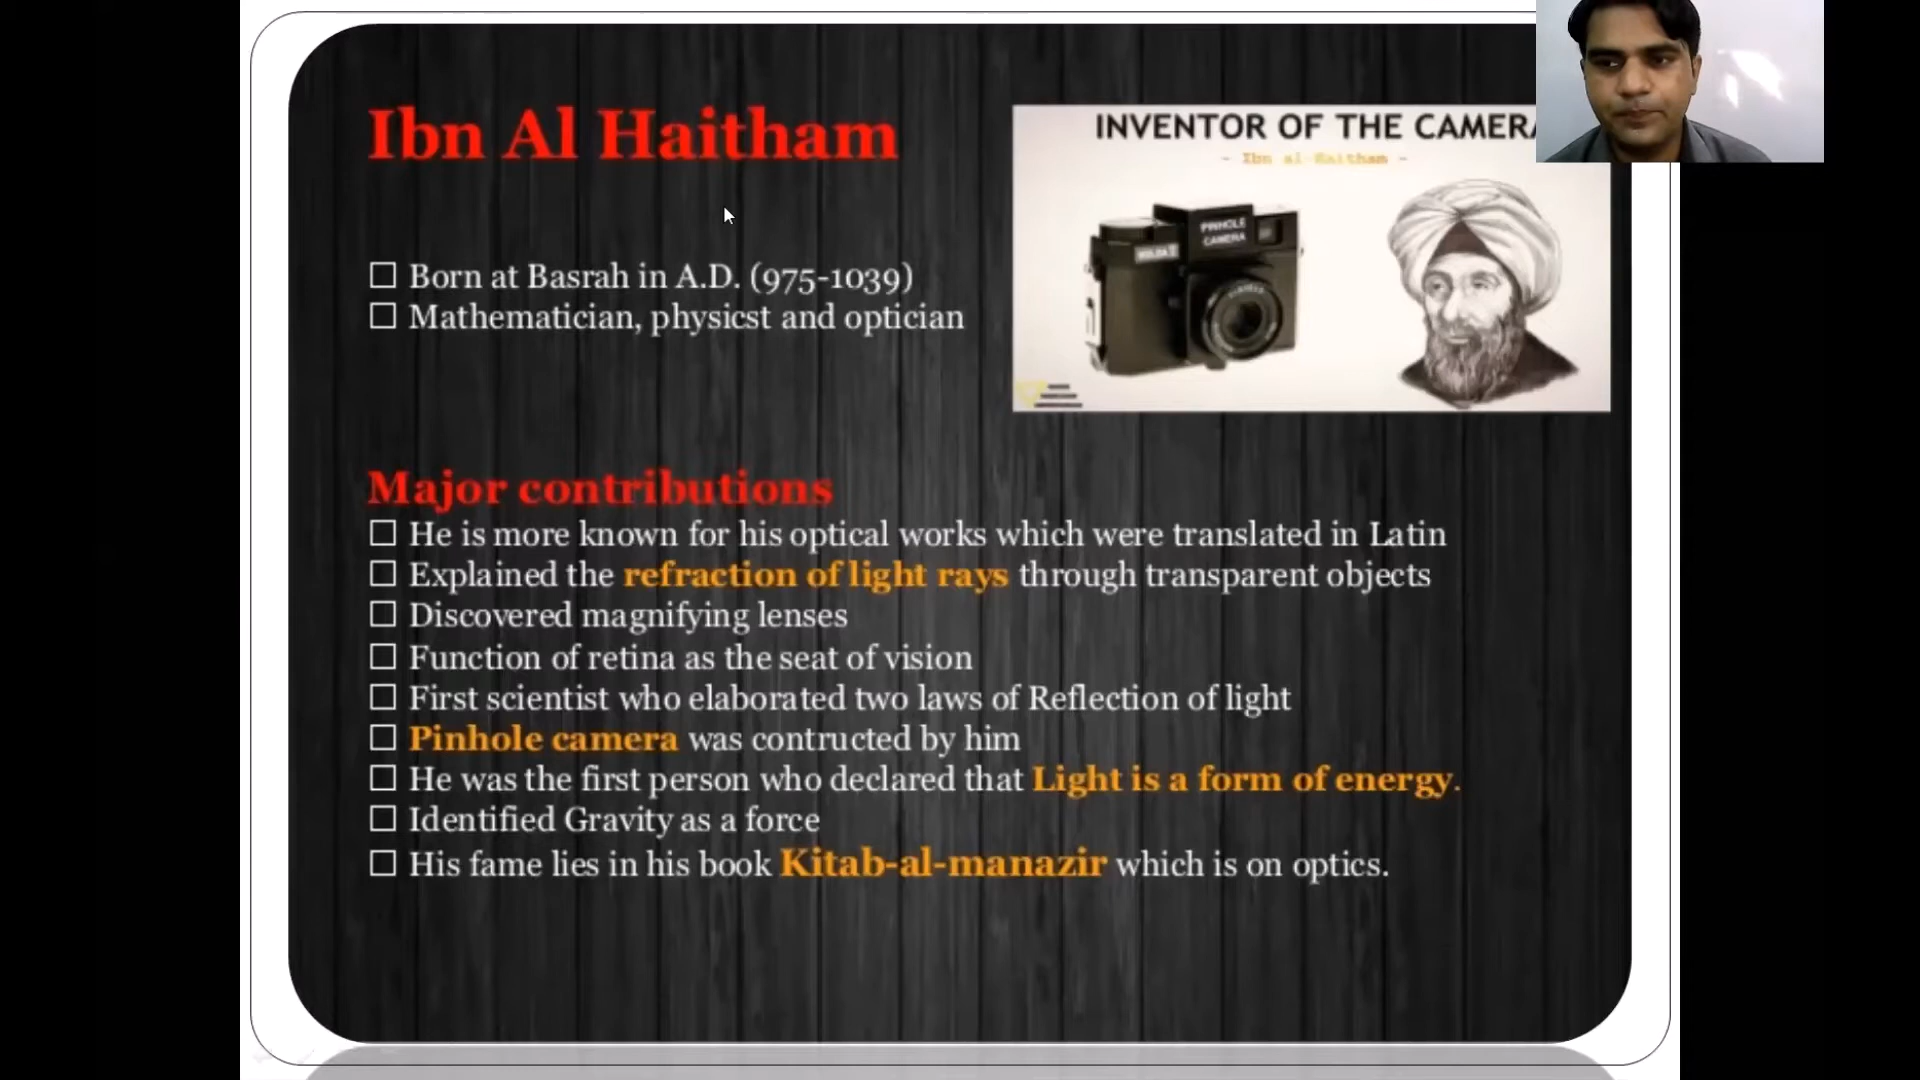 Ibn Al Haitham
INVENTOR OF THE CAMERA
- Ibn al-Haitham -
PINHOLE
CAMERA
☐ Born at Basrah in A.D. (975-1039)
☐ Mathematician, physicst and optician
Major contributions
☐ He is more known for his optical works which were translated in Latin
☐ Explained the refraction of light rays through transparent objects
☐ Discovered magnifying lenses
☐ Function of retina as the seat of vision
☐ First scientist who elaborated two laws of Reflection of light
☐ Pinhole camera was contructed by him
☐ He was the first person who declared that Light is a form of energy.
☐ Identified Gravity as a force
☐ His fame lies in his book Kitab-al-manazir which is on optics.